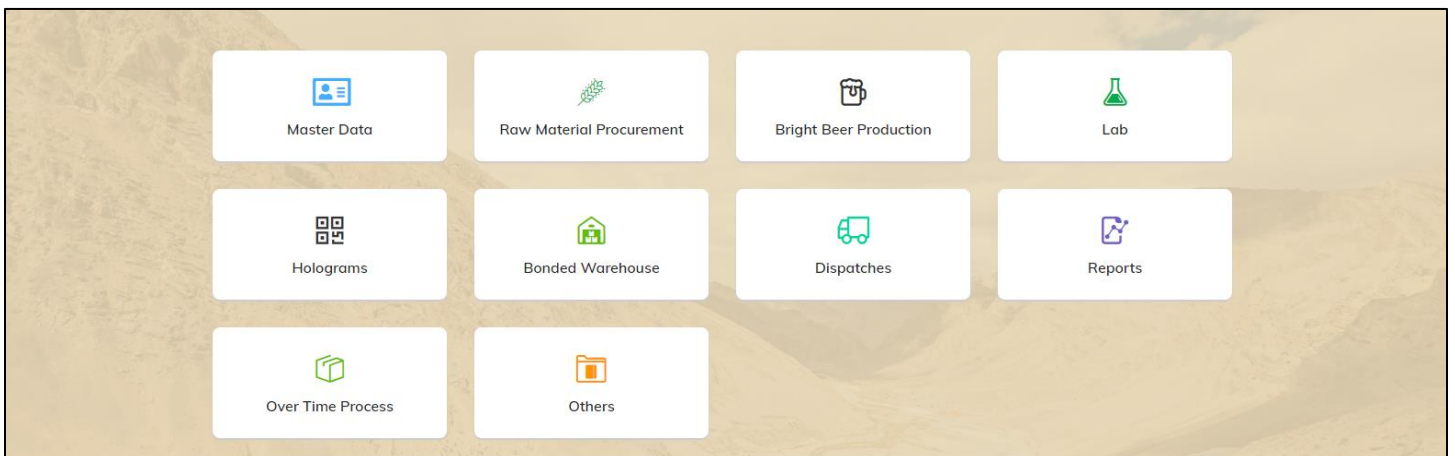 Master Data
Raw Material Procurement
Bright Beer Production
Lab
Holograms
Bonded Warehouse
Dispatches
Reports
Over Time Process
Others